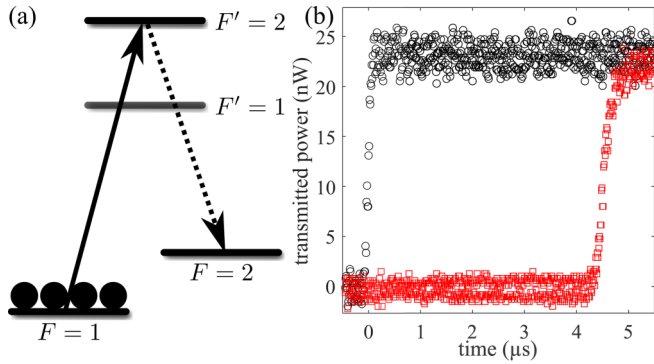 (a)
F′ = 2
F′ = 1
F = 2
F = 1
(b)
transmitted power (nW)
25
20
15
10
5
0
0 1 2 3 4 5
time (µs)